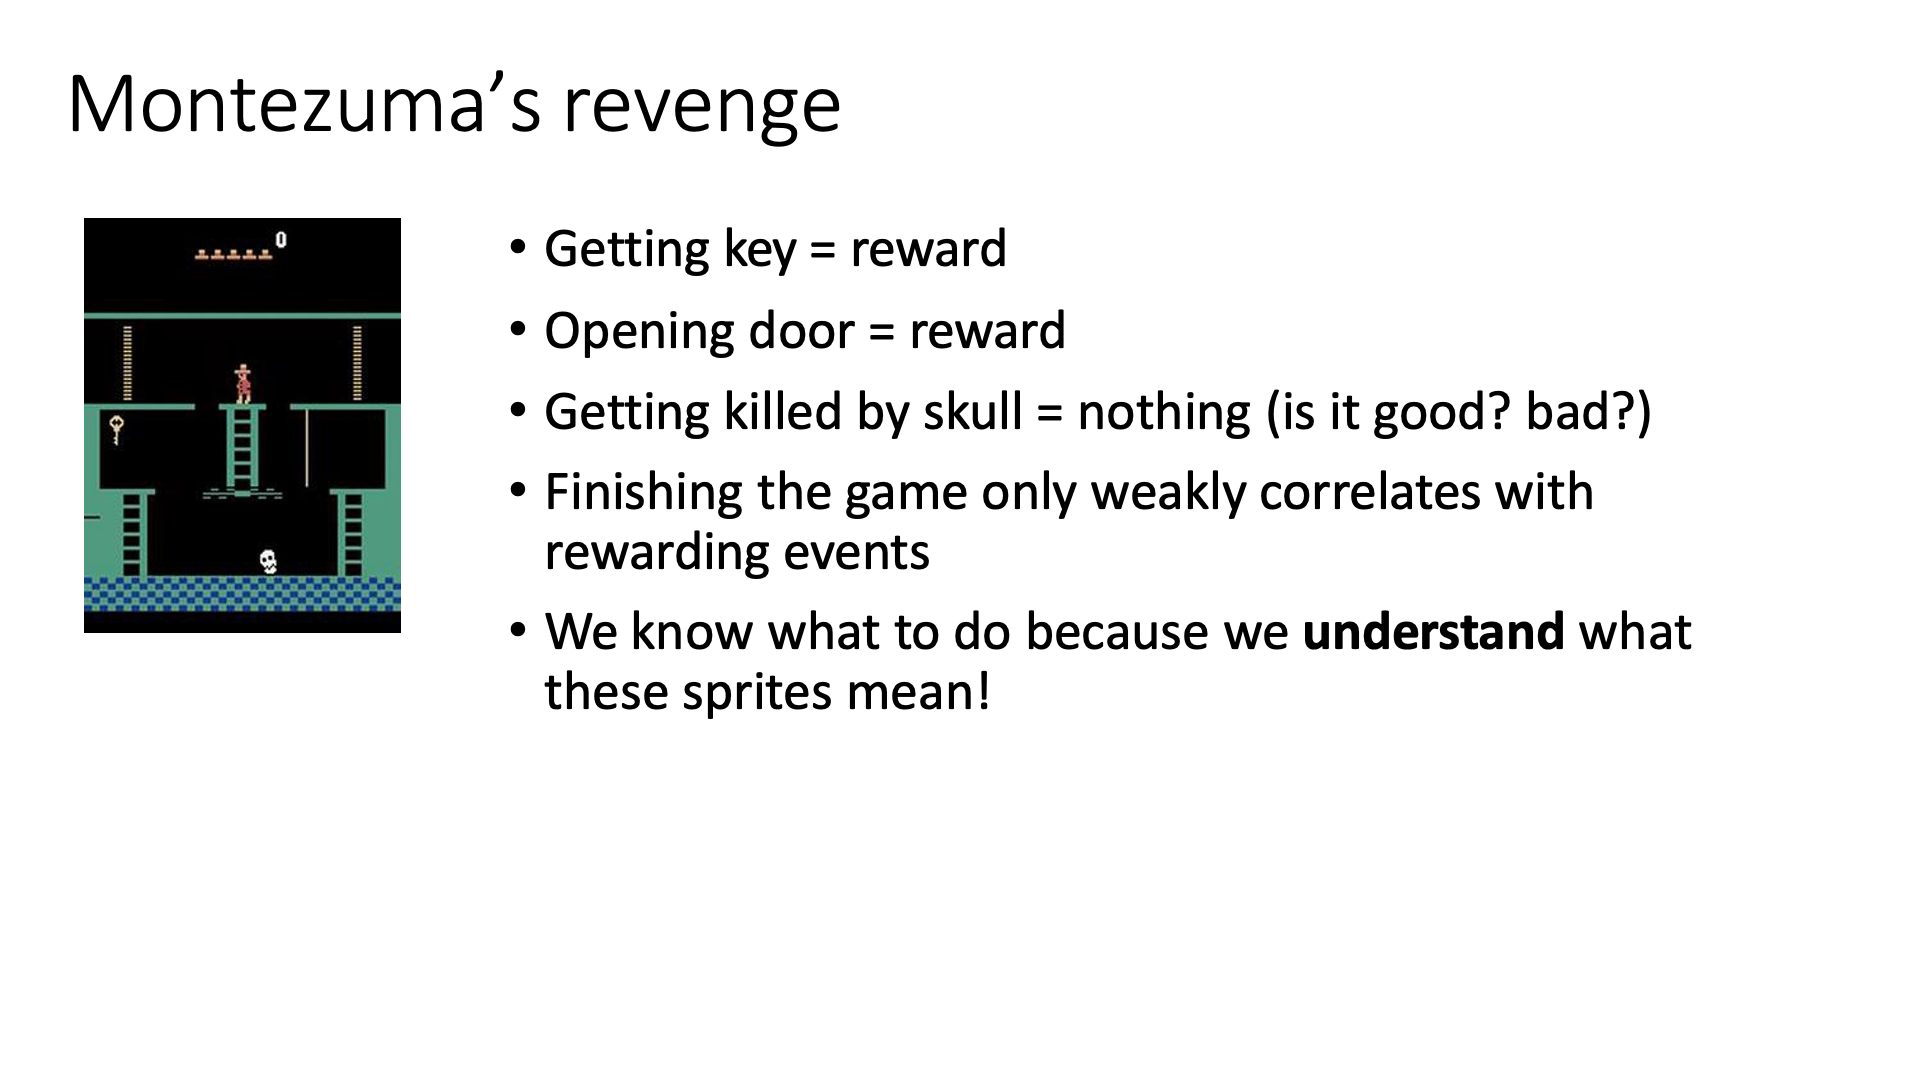 Montezuma’s revenge
0
• Getting key = reward
• Opening door = reward
• Getting killed by skull = nothing (is it good? bad?)
• Finishing the game only weakly correlates with
rewarding events
• We know what to do because we understand what
these sprites mean!